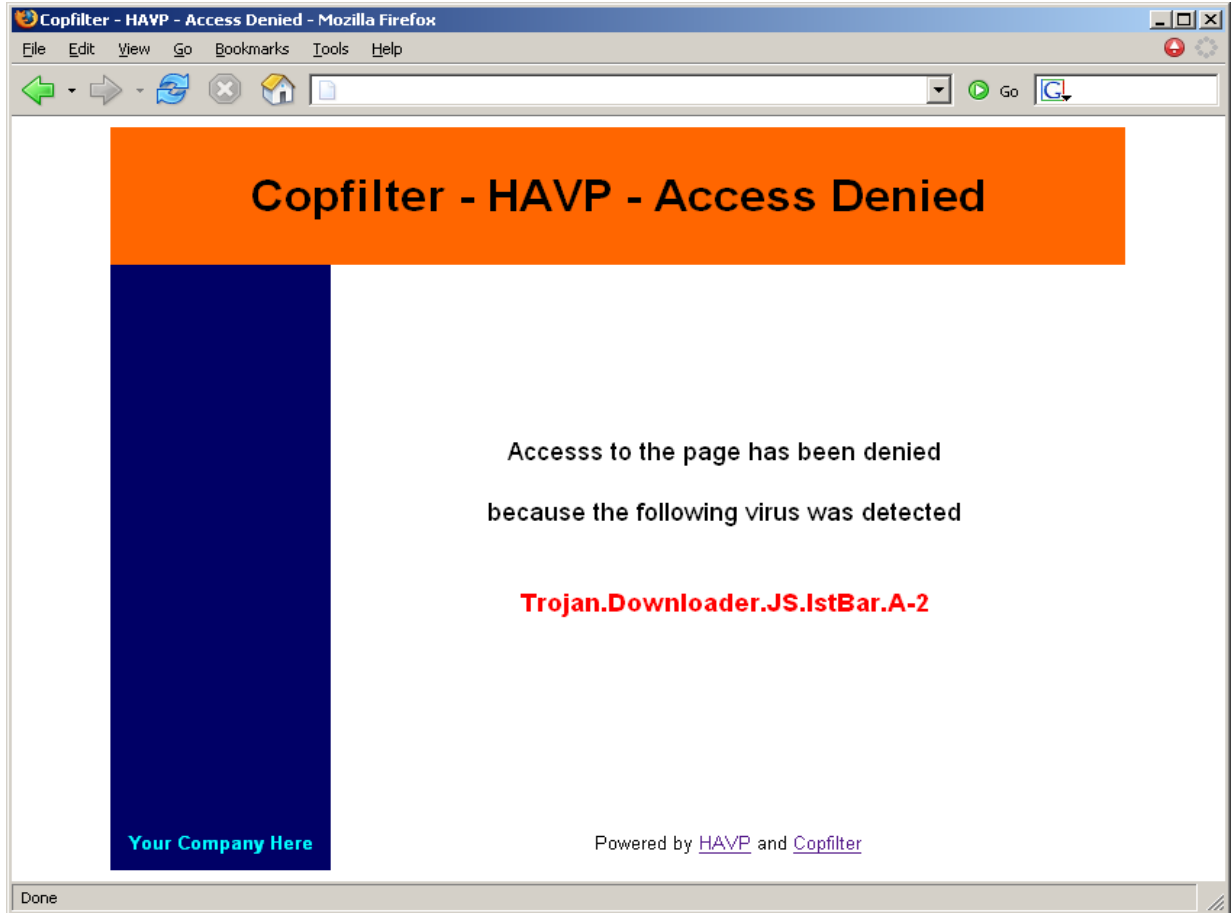 Copfilter - HAVP - Access Denied - Mozilla Firefox
File Edit View Go Bookmarks Tools Help
Go G
Copfilter - HAVP - Access Denied
Accesss to the page has been denied
because the following virus was detected
Trojan.Downloader.JS.IstBar.A-2
Your Company Here
Powered by HAVP and Copfilter
Done